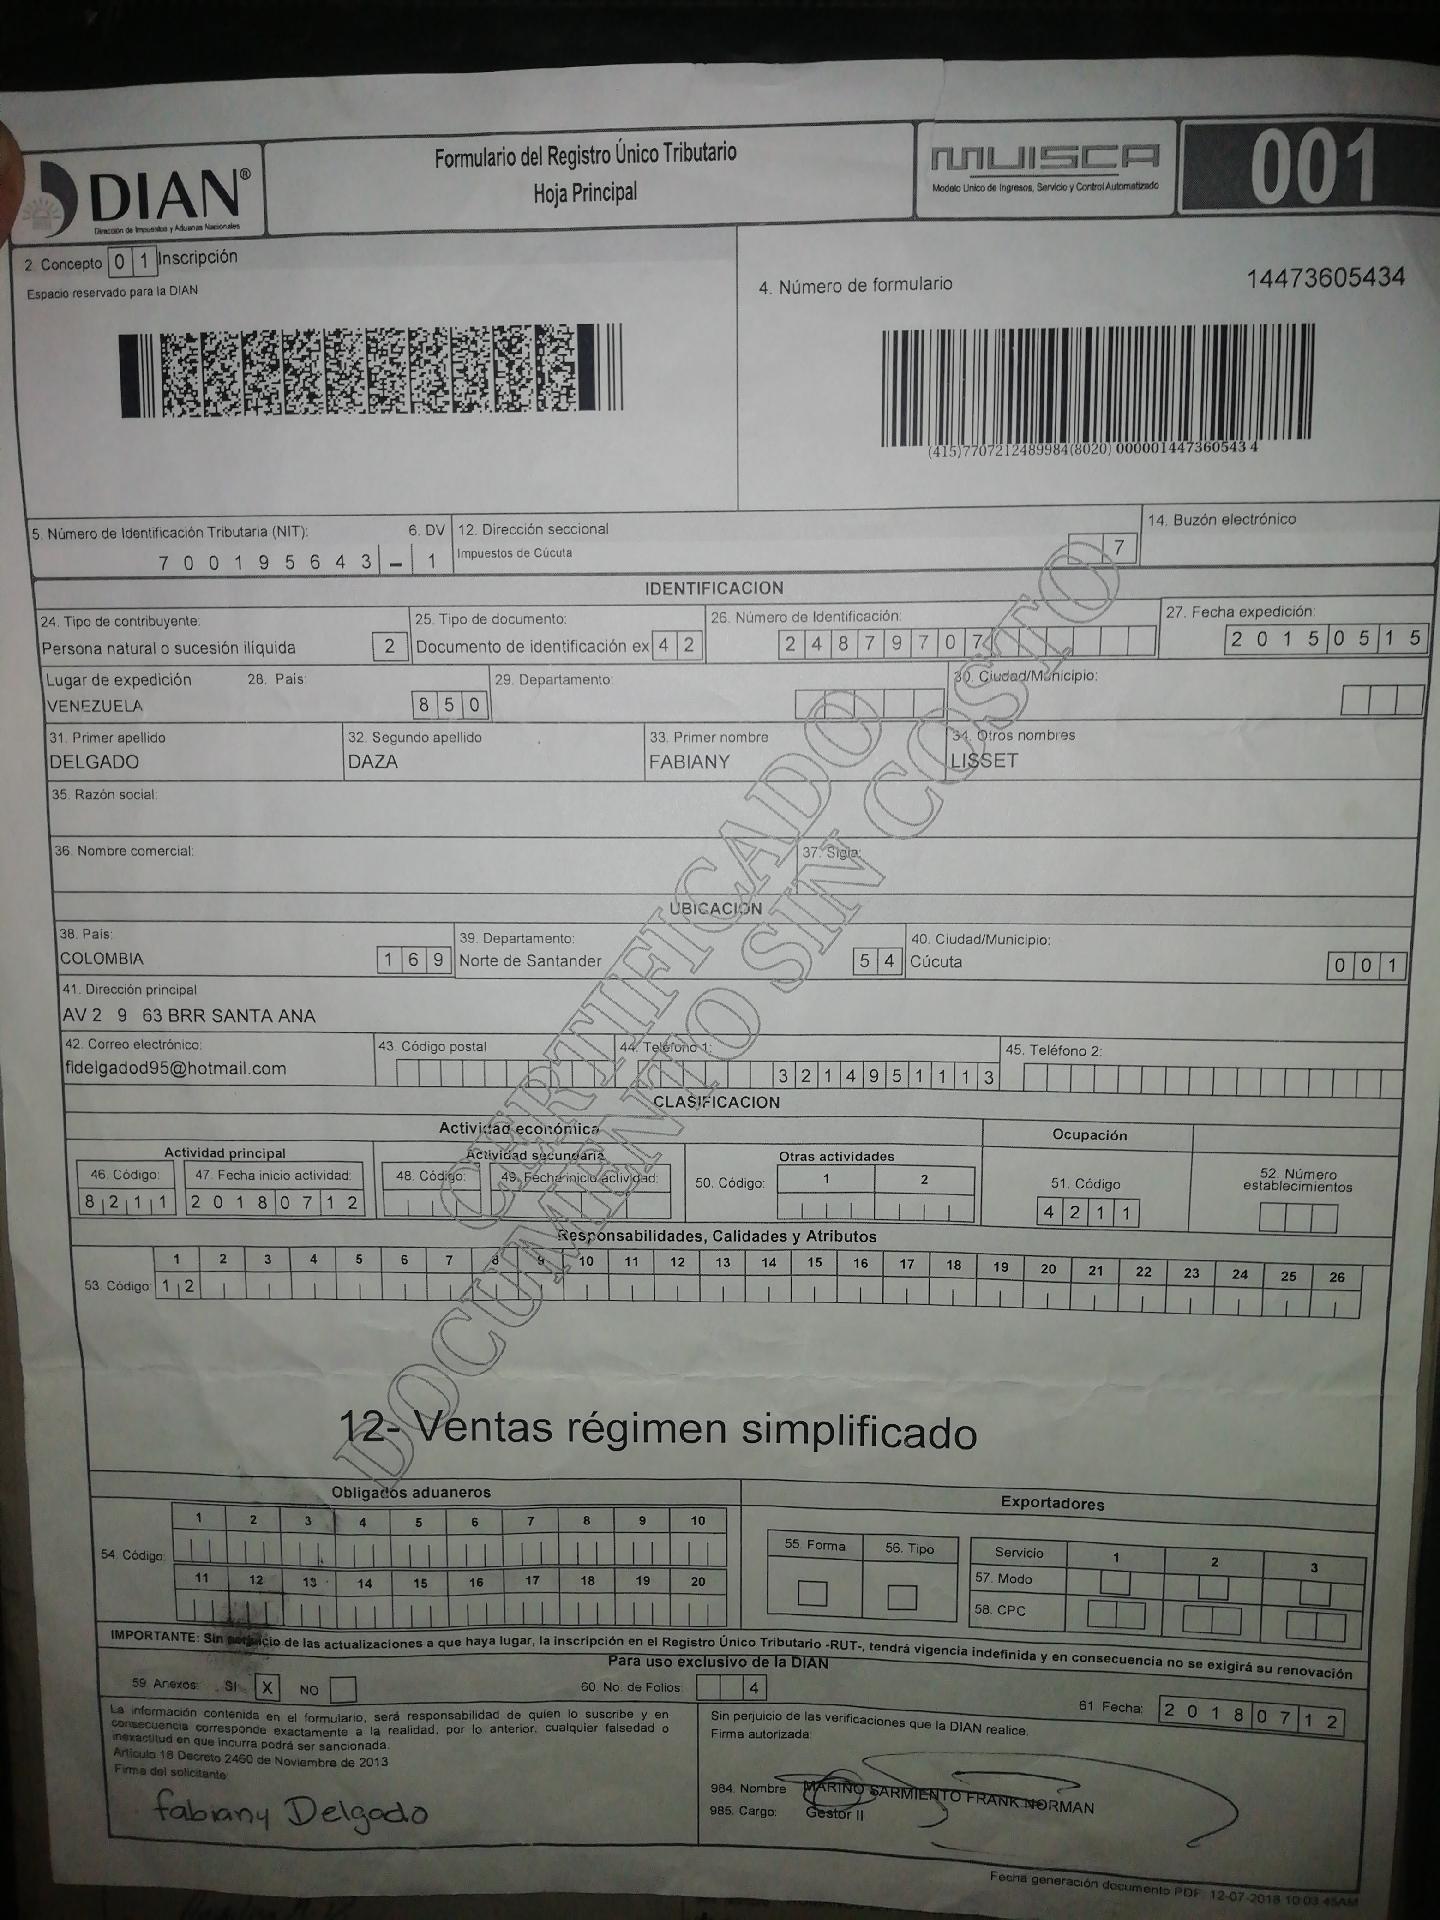 DIAN®
Dirección de Impuestos y Aduanas Nacionales
Formulario del Registro Único Tributario
Hoja Principal
MUISCA
Modelo Unico de Ingresos, Servicio y Control Automatizado
001
2. Concepto 0 1 Inscripción
Espacio reservado para la DIAN
4. Número de formulario 14473605434
(415)7707212489984(8020) 000001447360543 4
5. Número de Identificación Tributaria (NIT): 6. DV 12. Dirección seccional 14. Buzón electrónico
7 0 0 1 9 5 6 4 3 - 1 Impuestos de Cúcuta 7
IDENTIFICACION
24. Tipo de contribuyente: 25. Tipo de documento: 26. Número de Identificación: 27. Fecha expedición:
Persona natural o sucesión ilíquida 2 Documento de identificación ex 4 2 2 4 8 7 9 7 0 7 2 0 1 5 0 5 1 5
Lugar de expedición 28. País: 29. Departamento: 30. Ciudad/Municipio:
VENEZUELA 8 5 0
31. Primer apellido 32. Segundo apellido 33. Primer nombre 34. Otros nombres
DELGADO DAZA FABIANY LISSET
35. Razón social:
36. Nombre comercial: 37. Sigla:
UBICACION
38. País: 39. Departamento: 40. Ciudad/Municipio:
COLOMBIA 1 6 9 Norte de Santander 5 4 Cúcuta 0 0 1
41. Dirección principal
AV 2 9 63 BRR SANTA ANA
42. Correo electrónico: 43. Código postal 44. Teléfono 1: 45. Teléfono 2:
fldelgadod95@hotmail.com 3 2 1 4 9 5 1 1 1 3
CLASIFICACION
Actividad económica Ocupación
Actividad principal Actividad secundaria Otras actividades
46. Código: 47. Fecha inicio actividad: 48. Código: 49. Fecha inicio actividad: 50. Código: 1 2 51. Código 52. Número establecimientos
8 2 1 1 2 0 1 8 0 7 1 2 4 2 1 1
Responsabilidades, Calidades y Atributos
1 2 3 4 5 6 7 8 9 10 11 12 13 14 15 16 17 18 19 20 21 22 23 24 25 26
53. Código: 1 2
12- Ventas régimen simplificado
CERTIFICADO
DOCUMENTO SIN COSTO
Obligados aduaneros Exportadores
1 2 3 4 5 6 7 8 9 10
54. Código:
11 12 13 14 15 16 17 18 19 20
55. Forma 56. Tipo Servicio 1 2 3
57. Modo
58. CPC
IMPORTANTE: Sin perjuicio de las actualizaciones a que haya lugar, la inscripción en el Registro Único Tributario -RUT-, tendrá vigencia indefinida y en consecuencia no se exigirá su renovación
Para uso exclusivo de la DIAN
59. Anexos: SI X NO 60. No. de Folios: 4 61. Fecha: 2 0 1 8 0 7 1 2
La información contenida en el formulario, será responsabilidad de quien lo suscribe y en
consecuencia corresponde exactamente a la realidad, por lo anterior, cualquier falsedad o
inexactitud en que incurra podrá ser sancionada.
Artículo 18 Decreto 2460 de Noviembre de 2013
Firma del solicitante:
fabiany Delgado
Sin perjuicio de las verificaciones que la DIAN realice.
Firma autorizada:
984. Nombre MARIÑO SARMIENTO FRANK NORMAN
985. Cargo: Gestor II
Fecha generación documento PDF: 12-07-2018 10:03:45AM